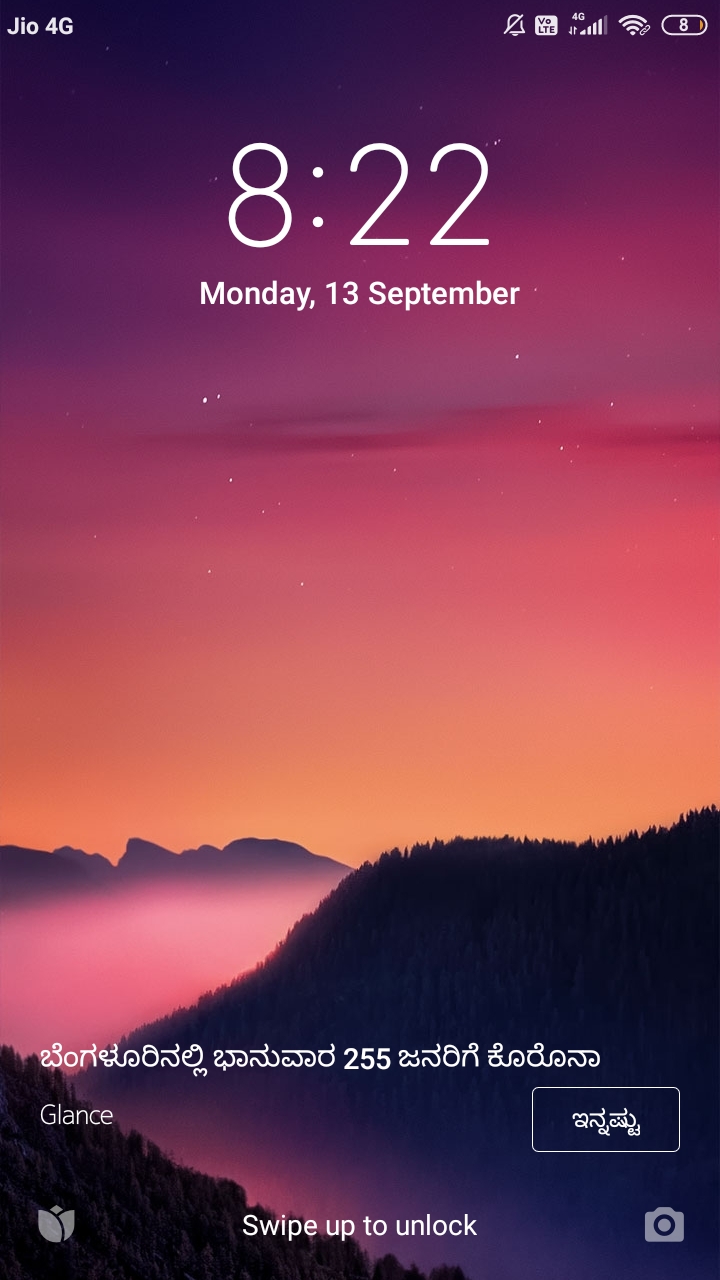 Jio 4G
Vo LTE 4G 8
8:22
Monday, 13 September
ಬೆಂಗಳೂರಿನಲ್ಲಿ ಭಾನುವಾರ 255 ಜನರಿಗೆ ಕೊರೊನಾ
Glance
ಇನ್ನಷ್ಟು
Swipe up to unlock